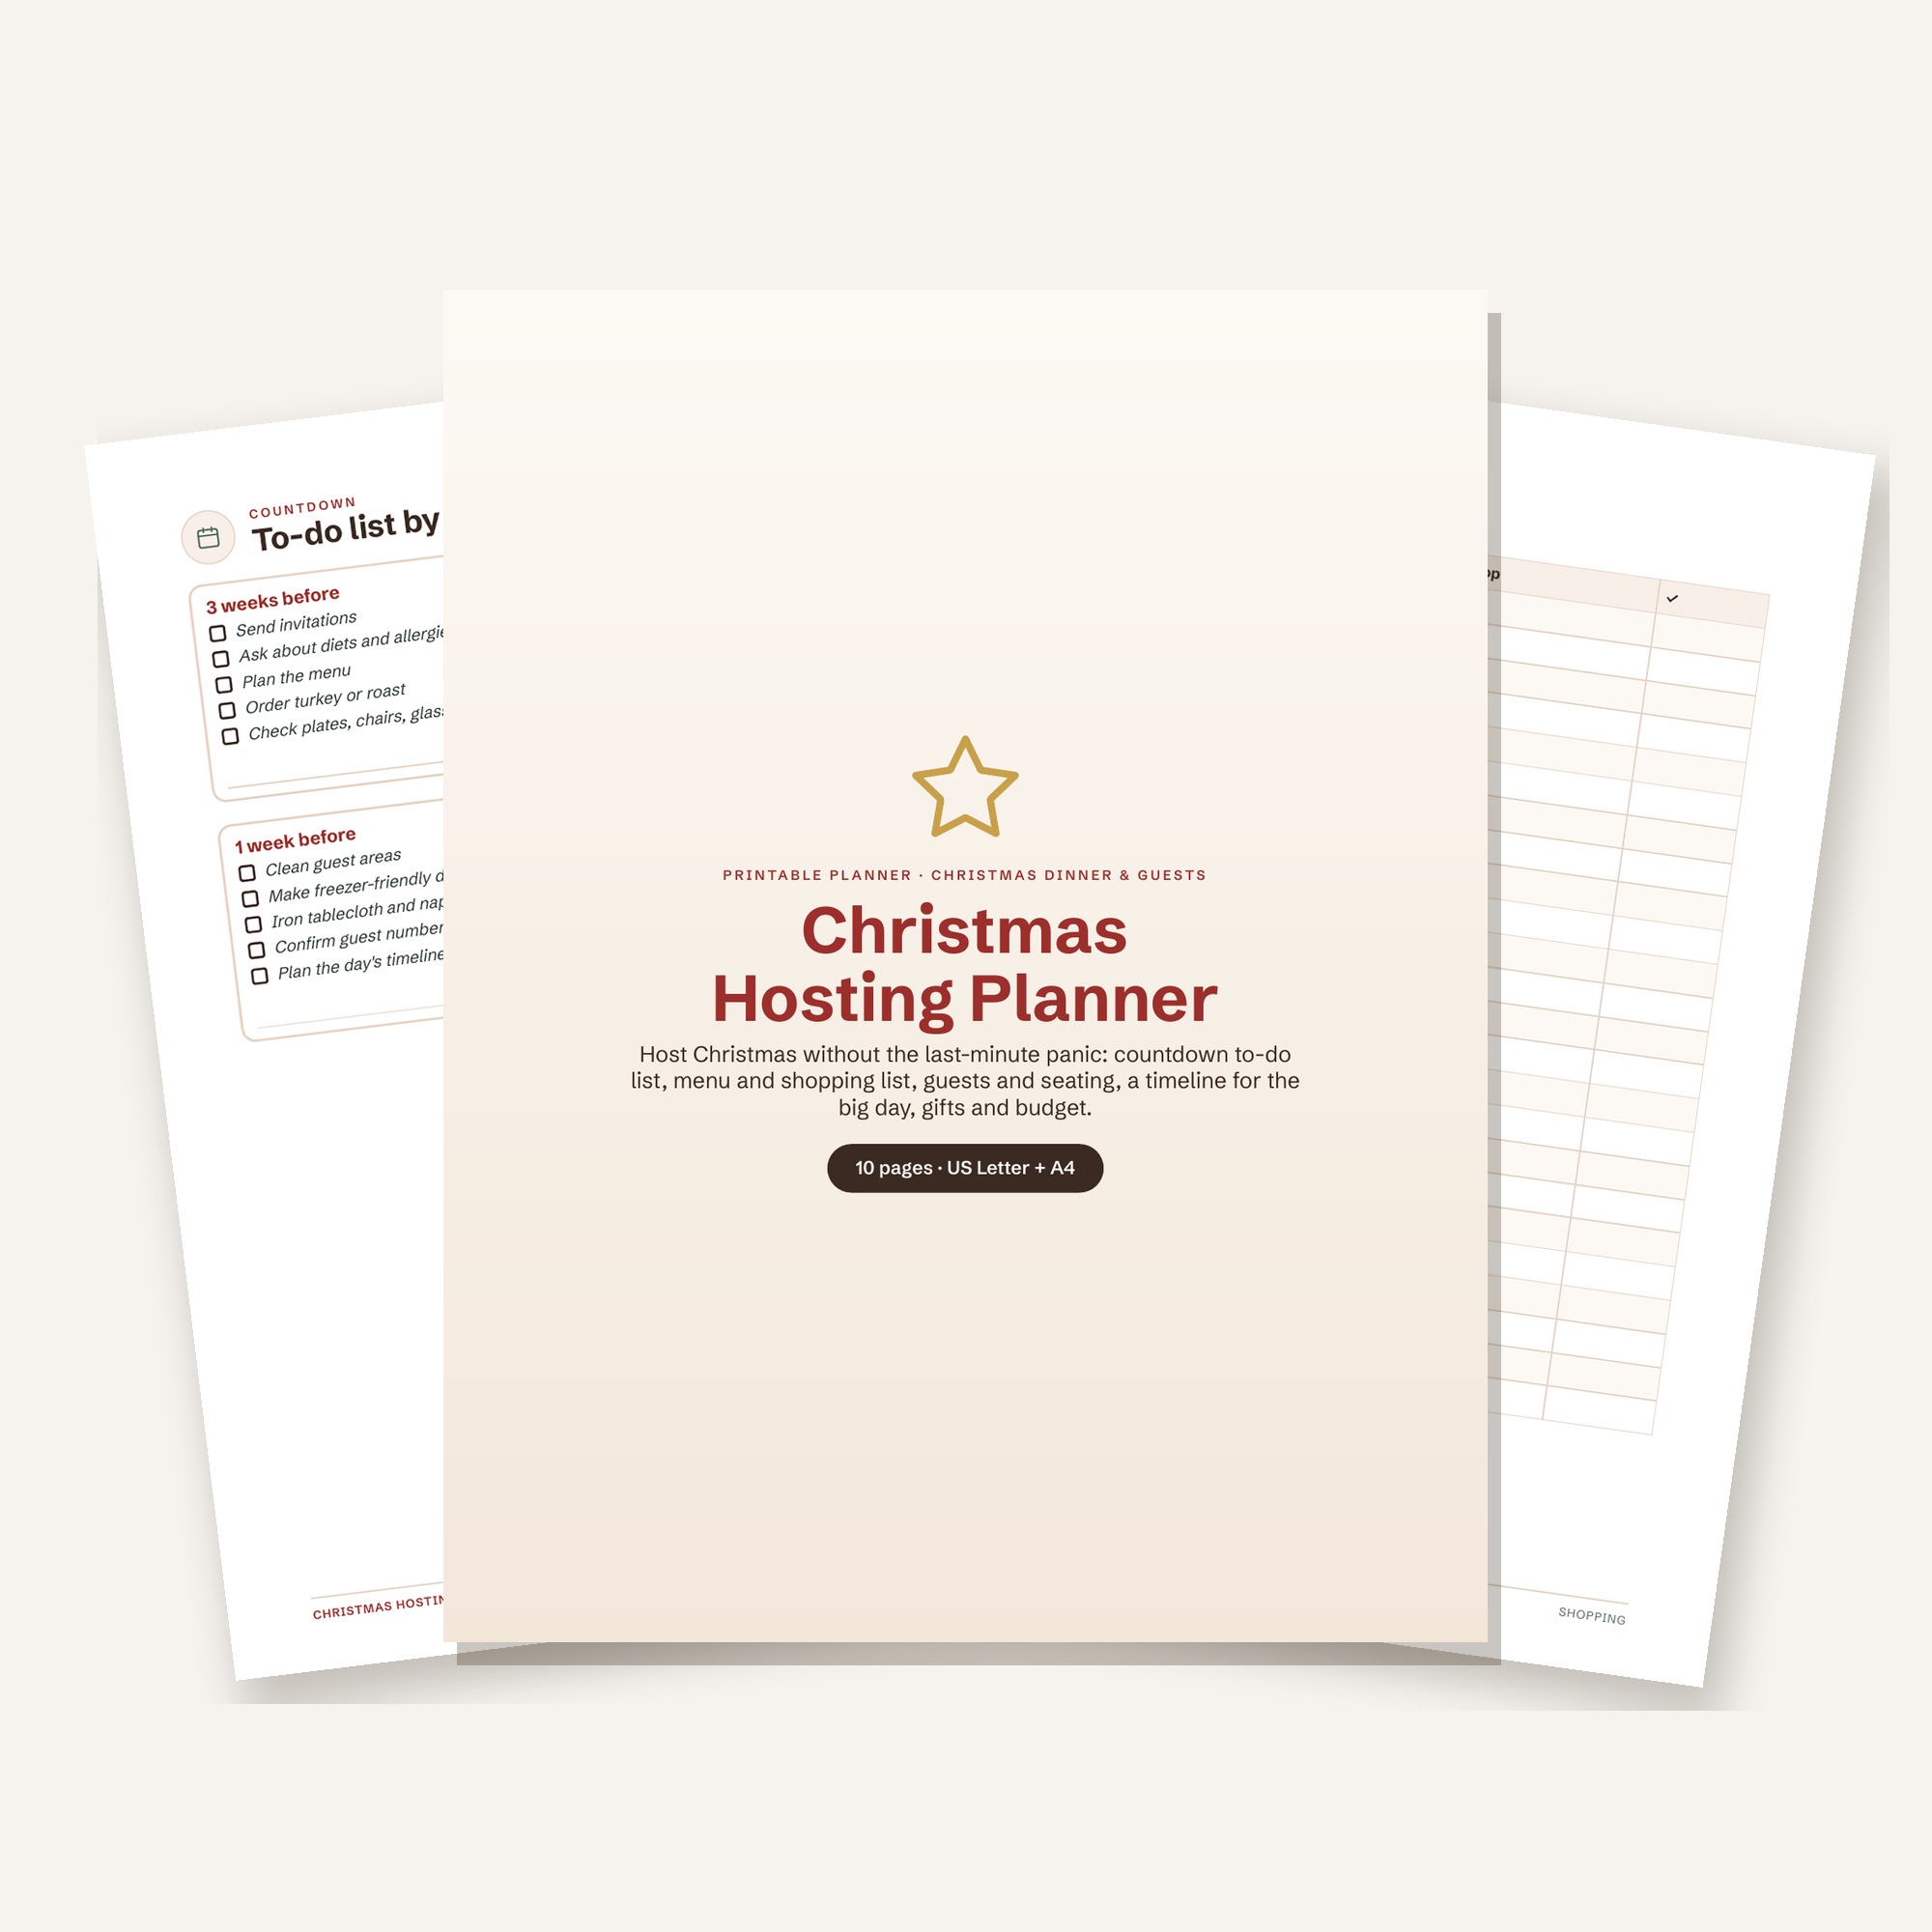 COUNTDOWN
To-do list by
3 weeks before
Send invitations
Ask about diets and
Plan the menu
Order turkey or roast
Check plates, chairs,
1 week before
Clean guest areas
Make freezer-friendly
Iron tablecloth and
Confirm guest number
Plan the day's timeline
CHRISTMAS
PRINTABLE PLANNER · CHRISTMAS DINNER & GUESTS
Christmas
Hosting Planner
Host Christmas without the last-minute panic: countdown to-do
list, menu and shopping list, guests and seating, a timeline for the
big day, gifts and budget.
10 pages · US Letter + A4
✓
SHOPPING